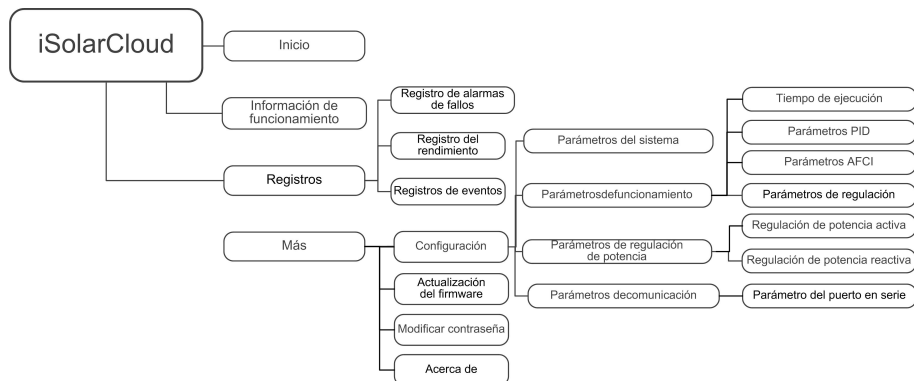 iSolarCloud
Inicio
Información de
funcionamiento
Registros
Registro de alarmas
de fallos
Registro del
rendimiento
Registros de eventos
Más
Configuración
Actualización
del firmware
Modificar contraseña
Acerca de
Parámetros del sistema
Parámetrosdefuncionamiento
Parámetros de regulación
de potencia
Parámetros decomunicación
Tiempo de ejecución
Parámetros PID
Parámetros AFCI
Parámetros de regulación
Regulación de potencia activa
Regulación de potencia reactiva
Parámetro del puerto en serie